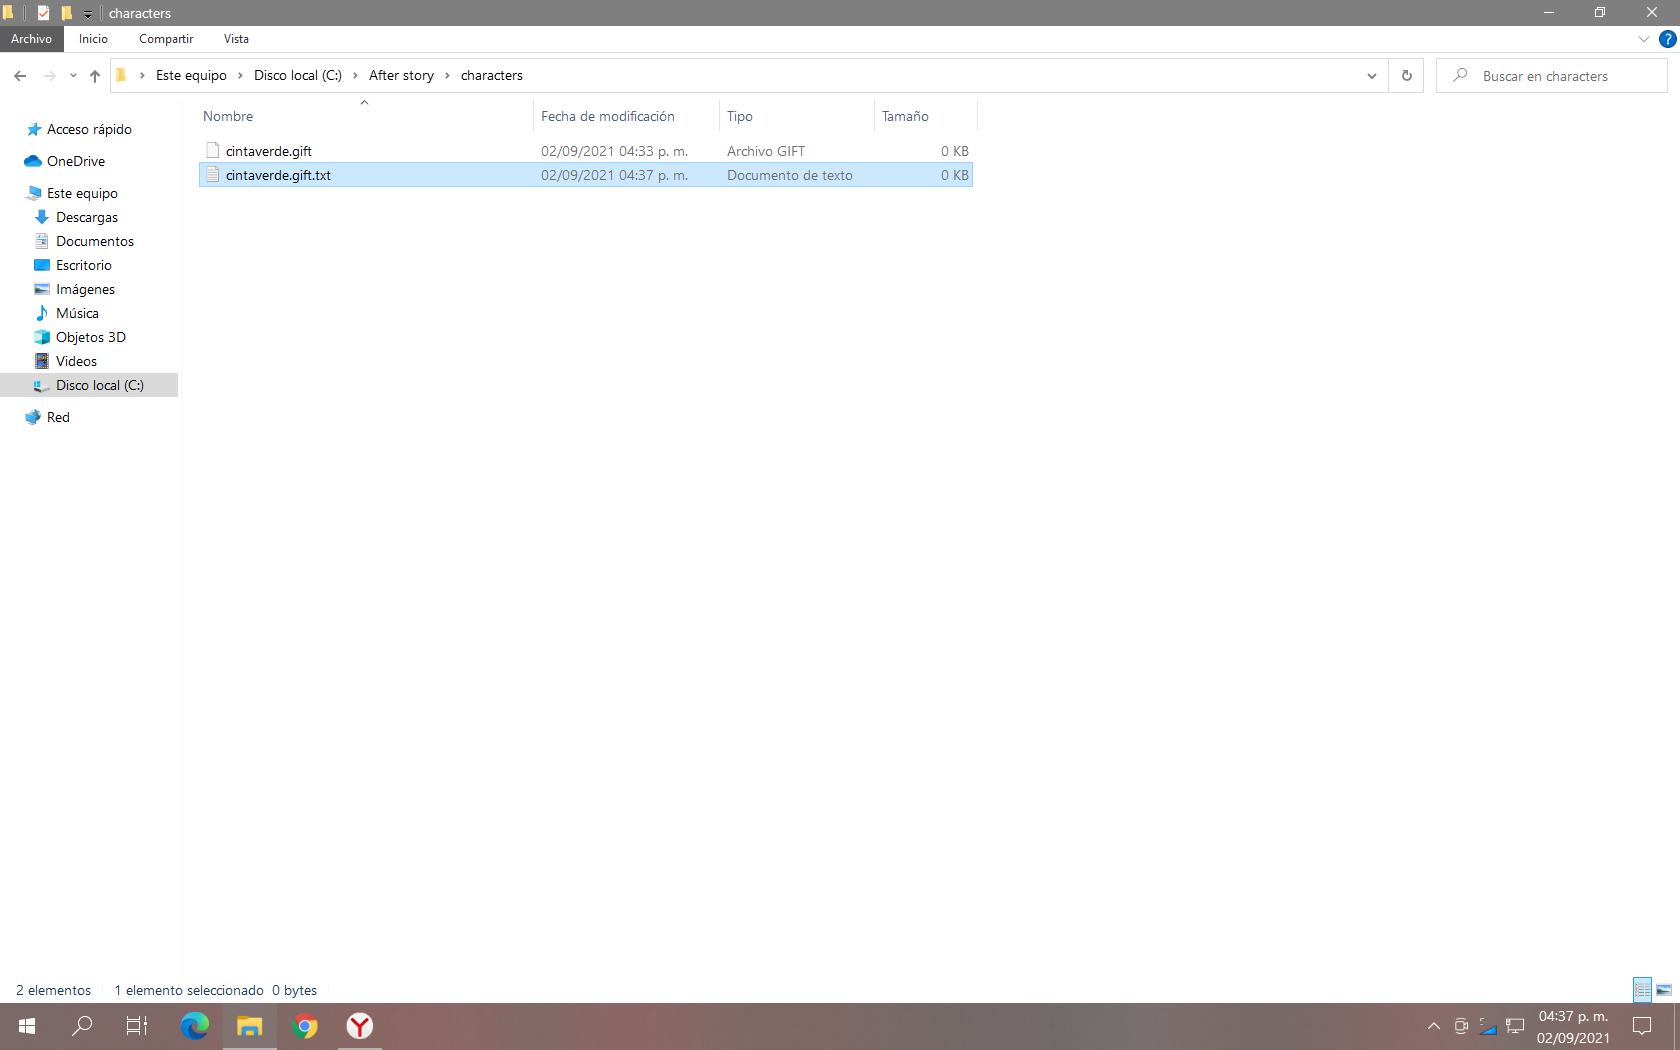 characters
Archivo Inicio Compartir Vista
Este equipo > Disco local (C:) > After story > characters
Buscar en characters
Nombre Fecha de modificación Tipo Tamaño
cintaverde.gift 02/09/2021 04:33 p. m. Archivo GIFT 0 KB
cintaverde.gift.txt 02/09/2021 04:37 p. m. Documento de texto 0 KB
Acceso rápido
OneDrive
Este equipo
Descargas
Documentos
Escritorio
Imágenes
Música
Objetos 3D
Videos
Disco local (C:)
Red
2 elementos 1 elemento seleccionado 0 bytes
04:37 p. m.
02/09/2021